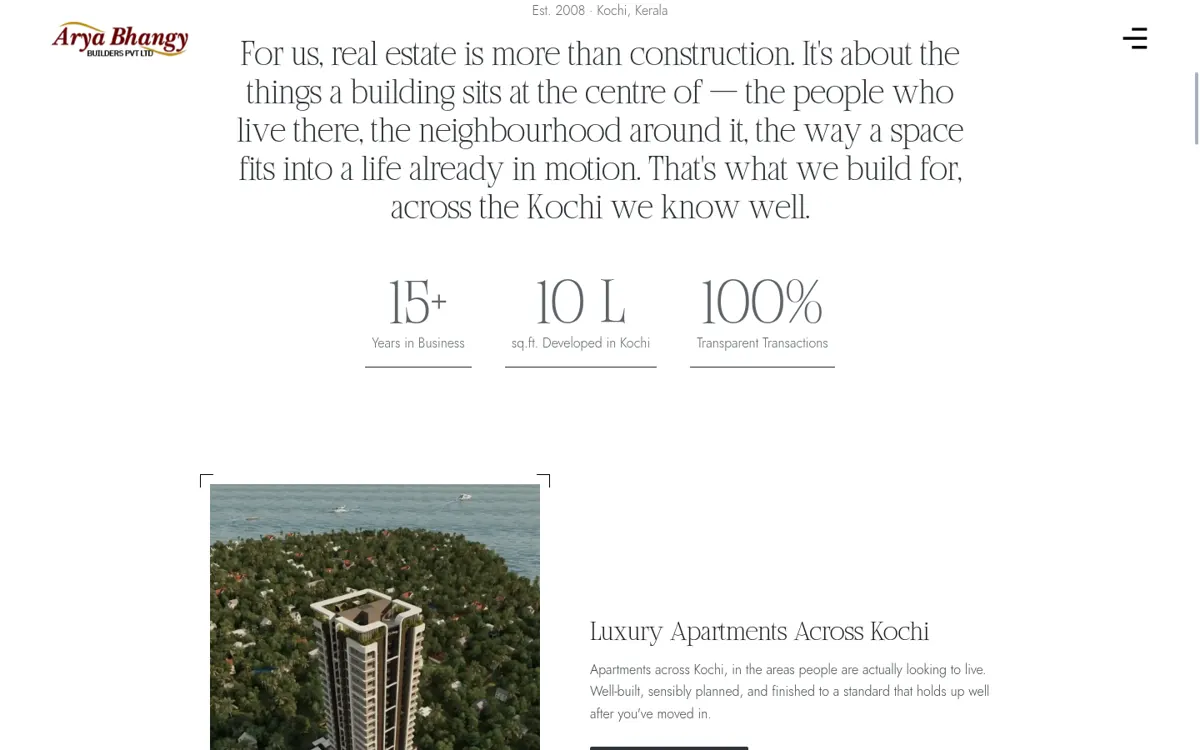 Est. 2008 · Kochi, Kerala
Arya Bhangy
BUILDERS PVT LTD
For us, real estate is more than construction. It's about the
things a building sits at the centre of — the people who
live there, the neighbourhood around it, the way a space
fits into a life already in motion. That's what we build for,
across the Kochi we know well.
15+
Years in Business
10 L
sq.ft. Developed in Kochi
100%
Transparent Transactions
Luxury Apartments Across Kochi
Apartments across Kochi, in the areas people are actually looking to live.
Well-built, sensibly planned, and finished to a standard that holds up well
after you've moved in.